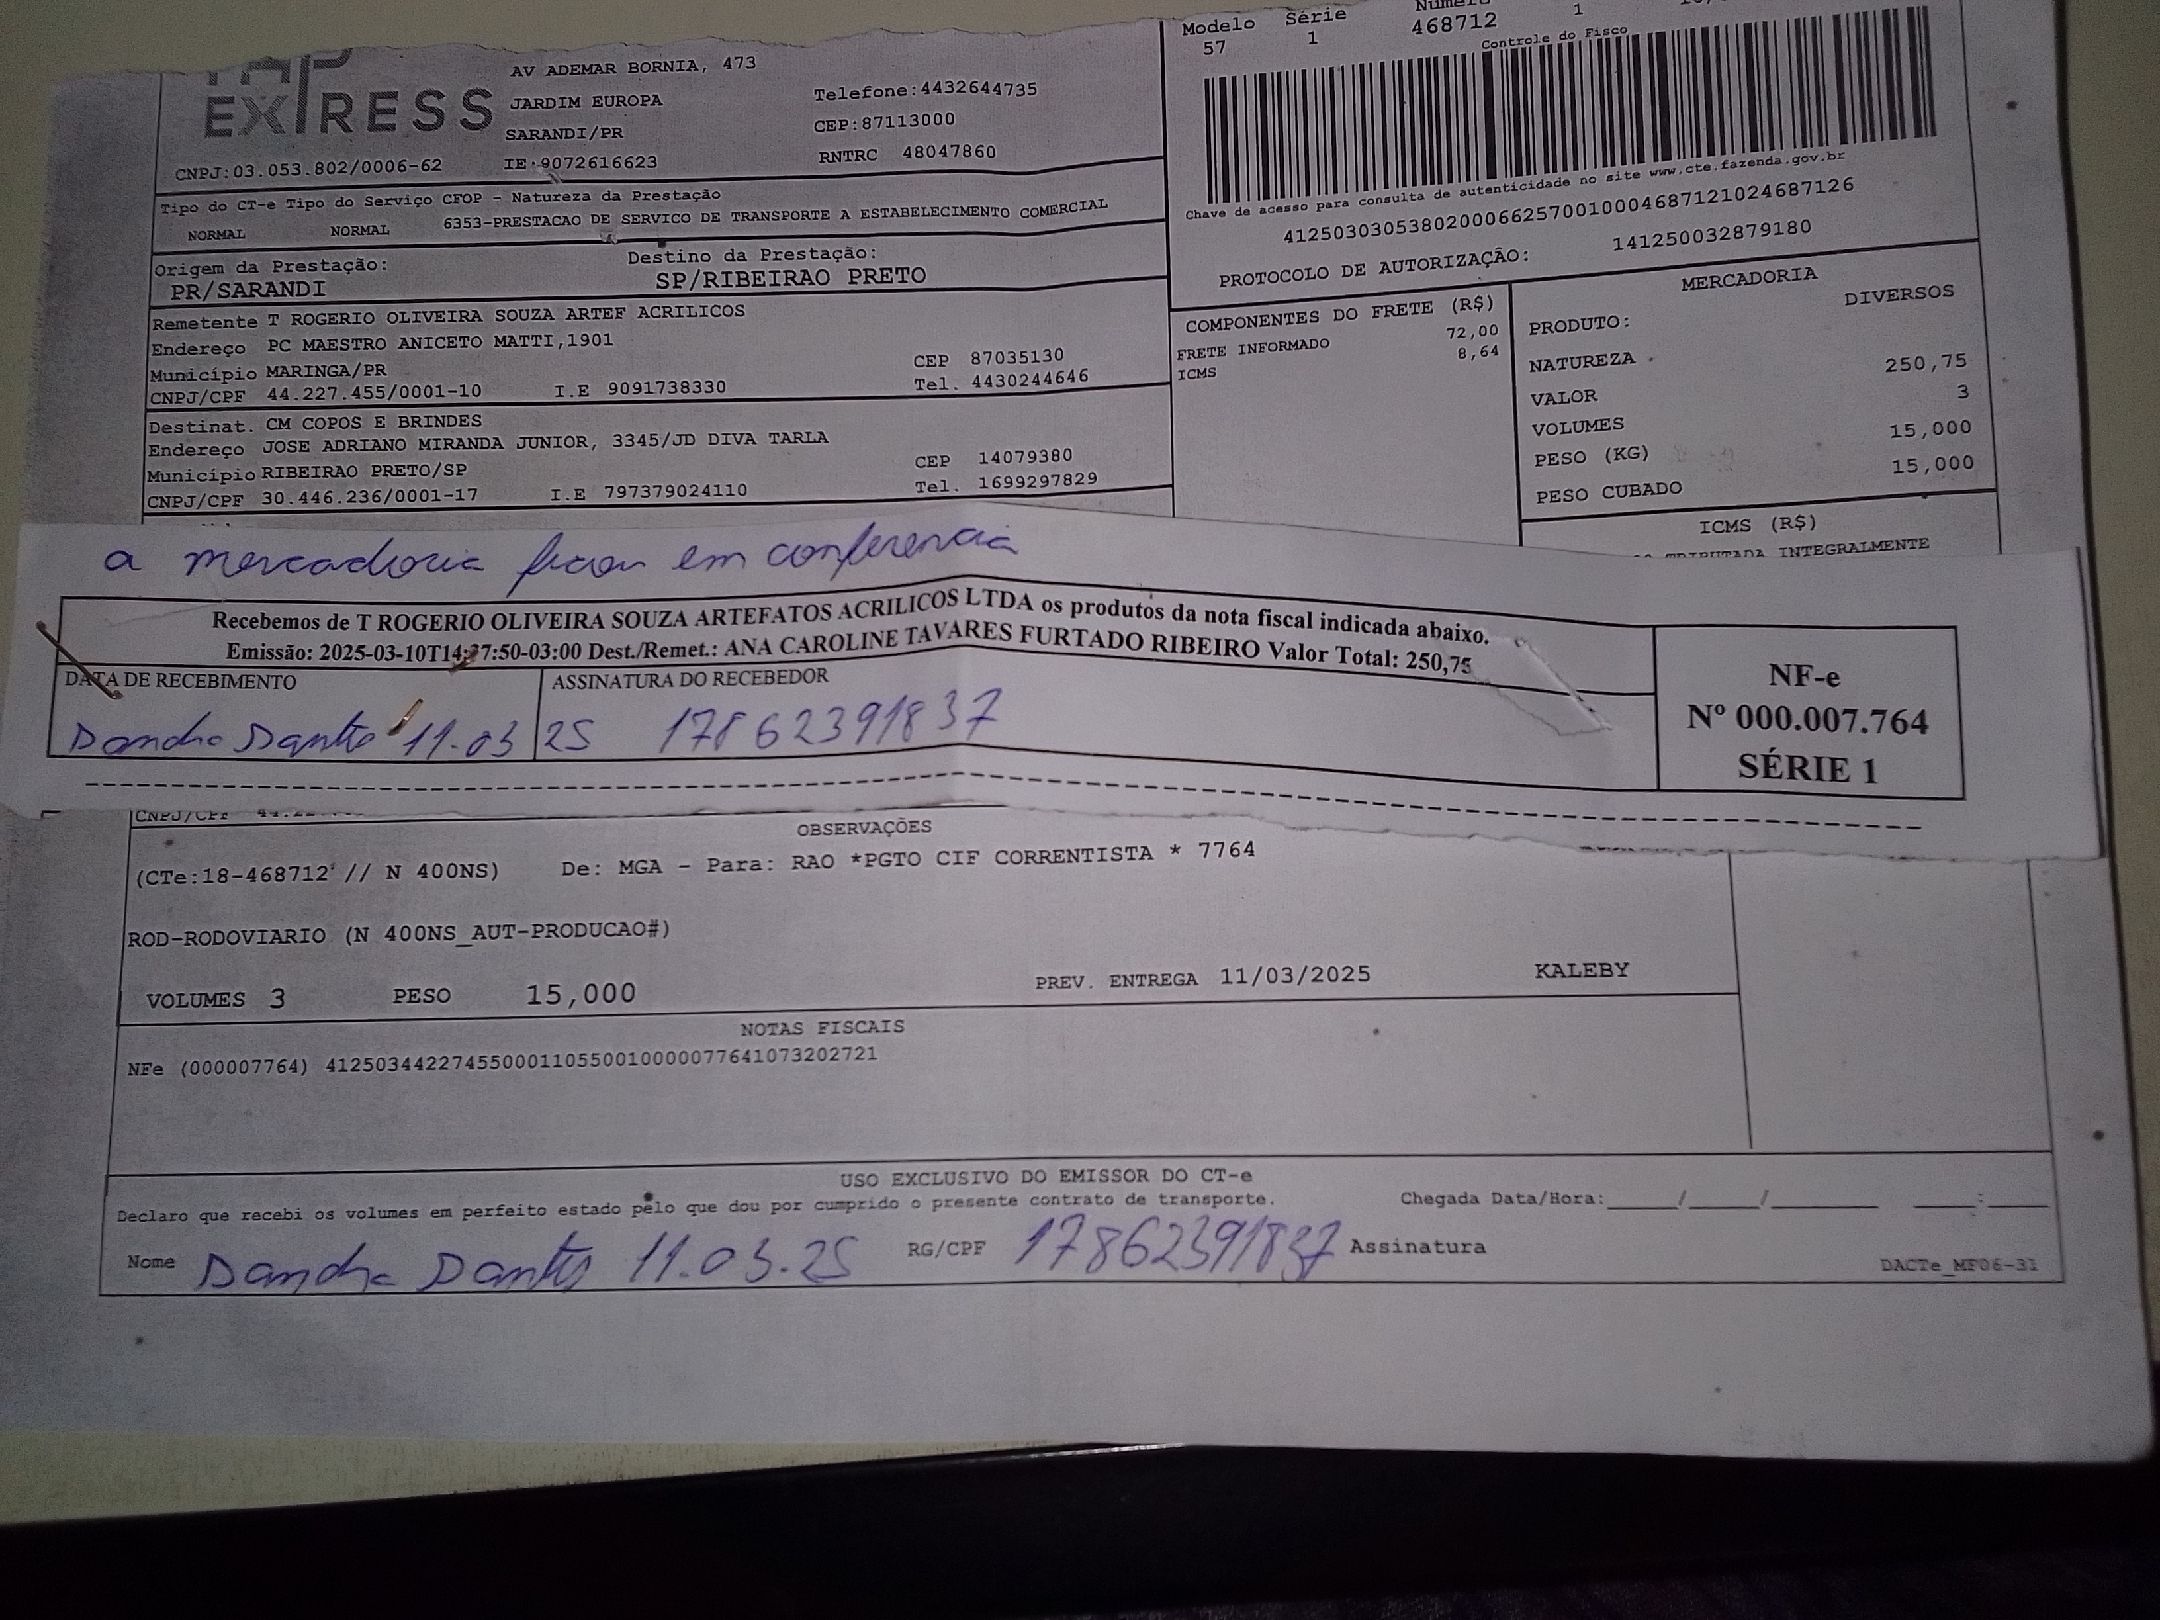 EXPRESS
AV ADEMAR BORNIA, 473
JARDIM EUROPA
SARANDI/PR
Telefone:4432644735
CEP:87113000
CNPJ:03.053.802/0006-62 IE:9072616623 RNTRC 48047860
Modelo Série Número
57 1 468712 1
Controle do Fisco
Chave de acesso para consulta de autenticidade no site www.cte.fazenda.gov.br
41250303053802000662570010004687121024687126
PROTOCOLO DE AUTORIZAÇÃO: 141250032879180
Tipo do CT-e Tipo do Serviço CFOP - Natureza da Prestação
NORMAL NORMAL 6353-PRESTACAO DE SERVICO DE TRANSPORTE A ESTABELECIMENTO COMERCIAL
Origem da Prestação: Destino da Prestação:
PR/SARANDI SP/RIBEIRAO PRETO
Remetente T ROGERIO OLIVEIRA SOUZA ARTEF ACRILICOS
Endereço PC MAESTRO ANICETO MATTI,1901
Município MARINGA/PR CEP 87035130
CNPJ/CPF 44.227.455/0001-10 I.E 9091738330 Tel. 4430244646
Destinat. CM COPOS E BRINDES
Endereço JOSE ADRIANO MIRANDA JUNIOR, 3345/JD DIVA TARLA
Município RIBEIRAO PRETO/SP CEP 14079380
CNPJ/CPF 30.446.236/0001-17 I.E 797379024110 Tel. 1699297829
COMPONENTES DO FRETE (R$)
FRETE INFORMADO 72,00
ICMS 8,64
MERCADORIA
PRODUTO: DIVERSOS
NATUREZA
VALOR 250,75
VOLUMES 3
PESO (KG) 15,000
PESO CUBADO 15,000
ICMS (R$)
TRIBUTADA INTEGRALMENTE
a mercadoria ficou em conferencia
Recebemos de T ROGERIO OLIVEIRA SOUZA ARTEFATOS ACRILICOS LTDA os produtos da nota fiscal indicada abaixo.
Emissão: 2025-03-10T14:37:50-03:00 Dest./Remet.: ANA CAROLINE TAVARES FURTADO RIBEIRO Valor Total: 250,75
DATA DE RECEBIMENTO ASSINATURA DO RECEBEDOR
11.03 25 17862391837
NF-e
Nº 000.007.764
SÉRIE 1
CNPJ/CPF
OBSERVAÇÕES
(CTe:18-468712 // N 400NS) De: MGA - Para: RAO *PGTO CIF CORRENTISTA * 7764
ROD-RODOVIARIO (N 400NS_AUT-PRODUCAO#)
VOLUMES 3 PESO 15,000 PREV. ENTREGA 11/03/2025 KALEBY
NOTAS FISCAIS
NFe (000007764) 41250344227455000110550010000077641073202721
USO EXCLUSIVO DO EMISSOR DO CT-e
Declaro que recebi os volumes em perfeito estado pelo que dou por cumprido o presente contrato de transporte. Chegada Data/Hora:____/____/______ ____:____
Nome 11.03.25 RG/CPF 17862391837 Assinatura
DACTe_MF06-31